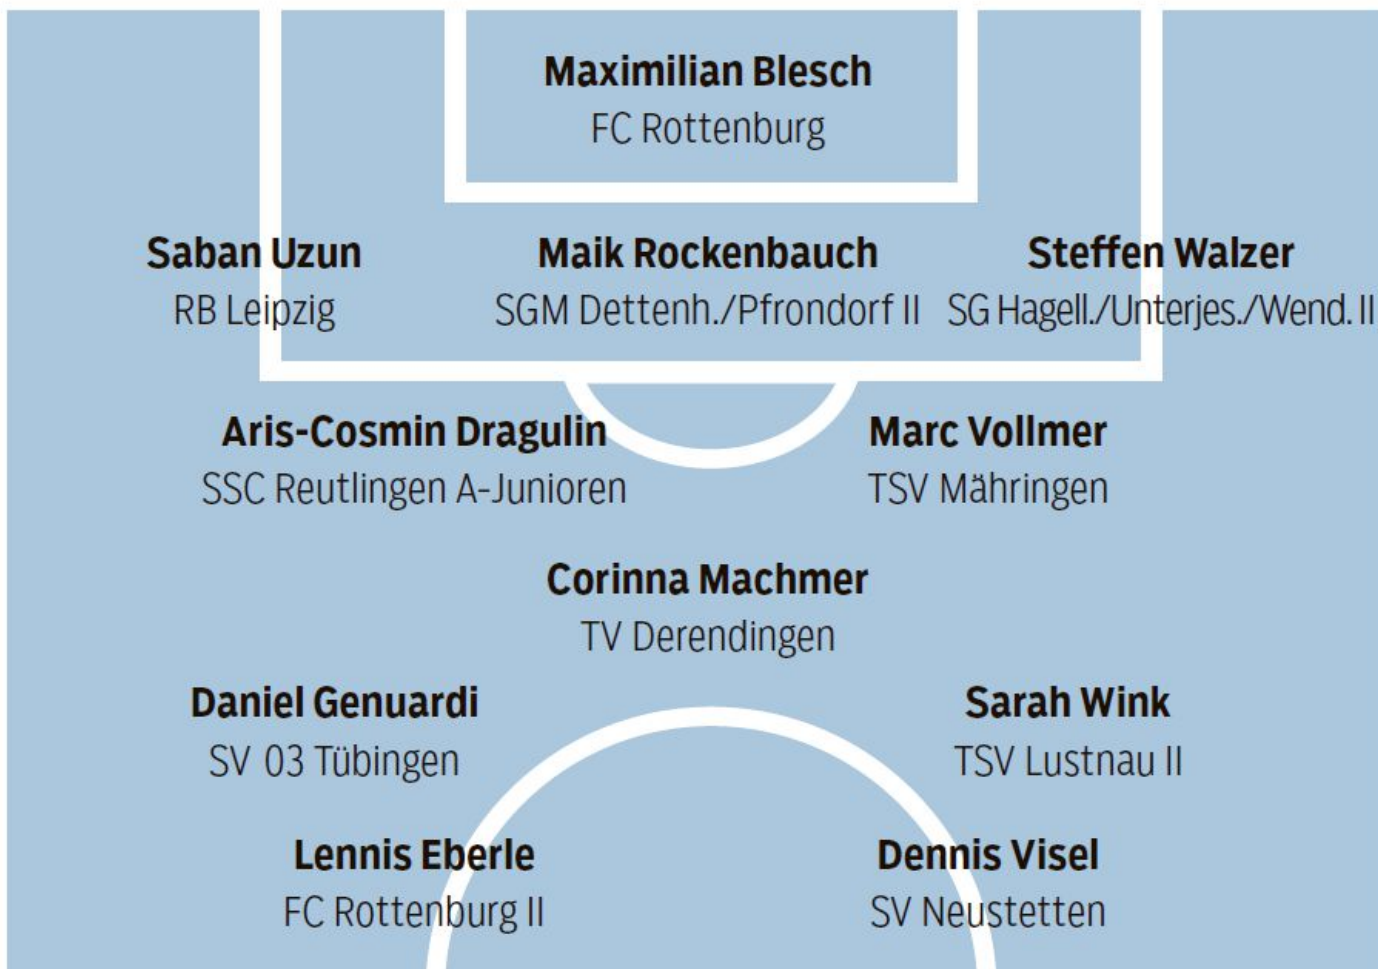 Maximilian Blesch
FC Rottenburg
Saban Uzun
RB Leipzig
Maik Rockenbauch
SGM Dettenh./Pfrondorf II
Steffen Walzer
SG Hagell./Unterjes./Wend. II
Aris-Cosmin Dragulin
SSC Reutlingen A-Junioren
Marc Vollmer
TSV Mähringen
Corinna Machmer
TV Derendingen
Daniel Genuardi
SV 03 Tübingen
Sarah Wink
TSV Lustnau II
Lennis Eberle
FC Rottenburg II
Dennis Visel
SV Neustetten